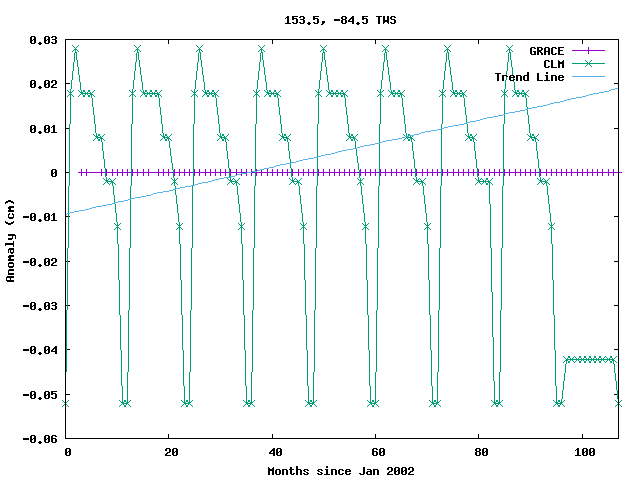 153.5, -84.5 TWS
GRACE
CLM
Trend Line
0.03
0.02
0.01
0
-0.01
-0.02
-0.03
-0.04
-0.05
-0.06
Anomaly (cm)
0 20 40 60 80 100
Months since Jan 2002